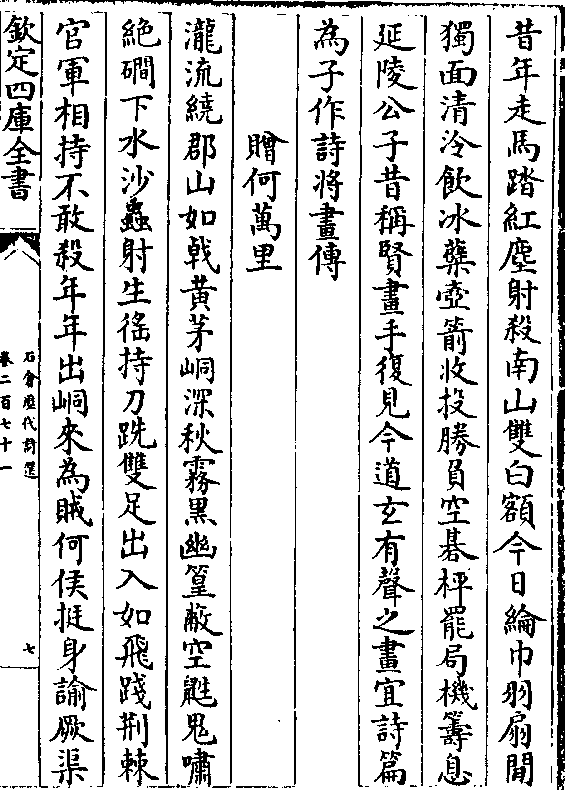 昔年走馬踏紅塵射殺南山雙白額今日綸巾羽扇閒
獨面清泠飲冰蘗壺箭收投勝負空碁枰罷局機籌息
延陵公子昔稱賢畫手復見今道玄有聲之畫宜詩篇
為子作詩將畫傳
贈何萬里
瀧流繞郡山如戟黄茅峒深秋霧黒幽篁蔽空鼪鬼嘯
絶磵下水沙蟲射生徭持刀跣雙足出入如飛踐荆棘
官軍相持不敢殺年年出峒來為賊何侯挺身諭厥渠
欽定四庫全書
石倉歴代詩選
卷二百七十一
七